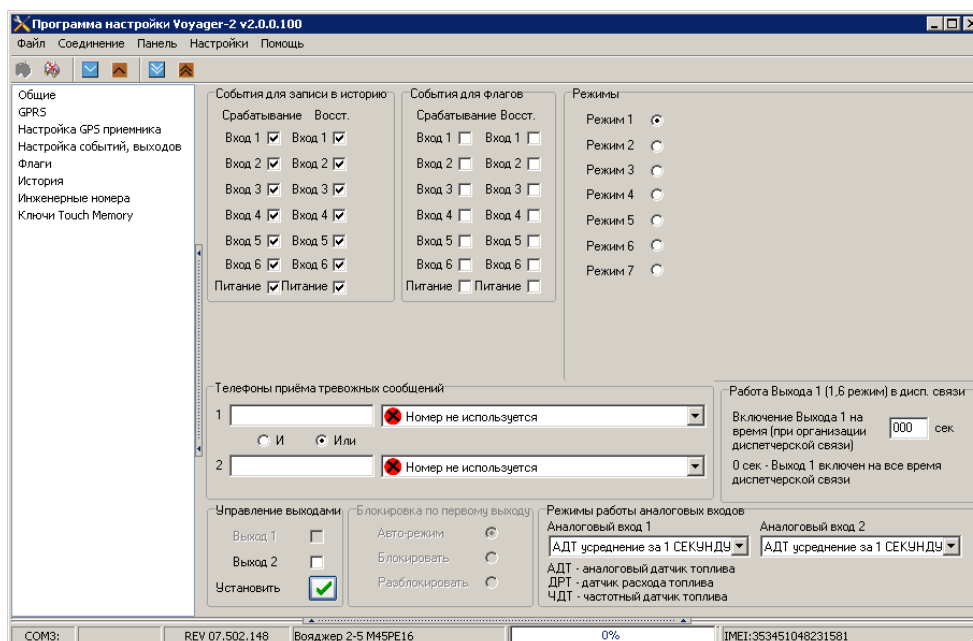 Программа настройки Voyager-2 v2.0.0.100
Файл Соединение Панель Настройки Помощь
Общие
GPRS
Настройка GPS приемника
Настройка событий, выходов
Флаги
История
Инженерные номера
Ключи Touch Memory
События для записи в историю
Срабатывание Восст.
Вход 1 Вход 1
Вход 2 Вход 2
Вход 3 Вход 3
Вход 4 Вход 4
Вход 5 Вход 5
Вход 6 Вход 6
Питание Питание
События для флагов
Срабатывание Восст.
Вход 1 Вход 1
Вход 2 Вход 2
Вход 3 Вход 3
Вход 4 Вход 4
Вход 5 Вход 5
Вход 6 Вход 6
Питание Питание
Режимы
Режим 1
Режим 2
Режим 3
Режим 4
Режим 5
Режим 6
Режим 7
Телефоны приёма тревожных сообщений
1 Номер не используется
И Или
2 Номер не используется
Работа Выхода 1 (1,6 режим) в дисп. связи
Включение Выхода 1 на
время (при организации
диспетчерской связи)
000 сек
0 сек - Выход 1 включен на все время
диспетчерской связи
Управление выходами
Выход 1
Выход 2
Установить
Блокировка по первому выходу
Авто-режим
Блокировать
Разблокировать
Режимы работы аналоговых входов
Аналоговый вход 1 Аналоговый вход 2
АДТ усреднение за 1 СЕКУНДУ АДТ усреднение за 1 СЕКУНДУ
АДТ - аналоговый датчик топлива
ДРТ - датчик расхода топлива
ЧДТ - частотный датчик топлива
COM3: REV 07.502.148 Вояджер 2-5 M45PE16 0% IMEI:353451048231581